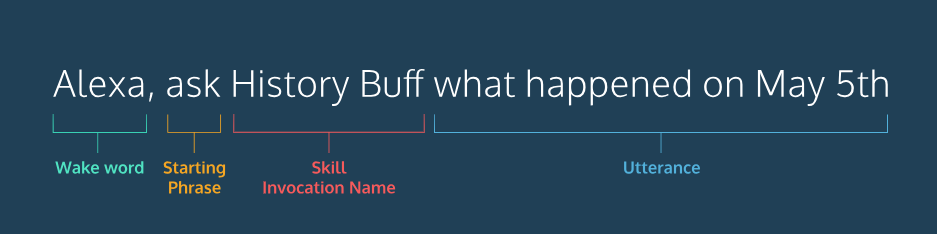 Alexa, ask History Buff what happened on May 5th
Wake word
Starting
Phrase
Skill
Invocation Name
Utterance